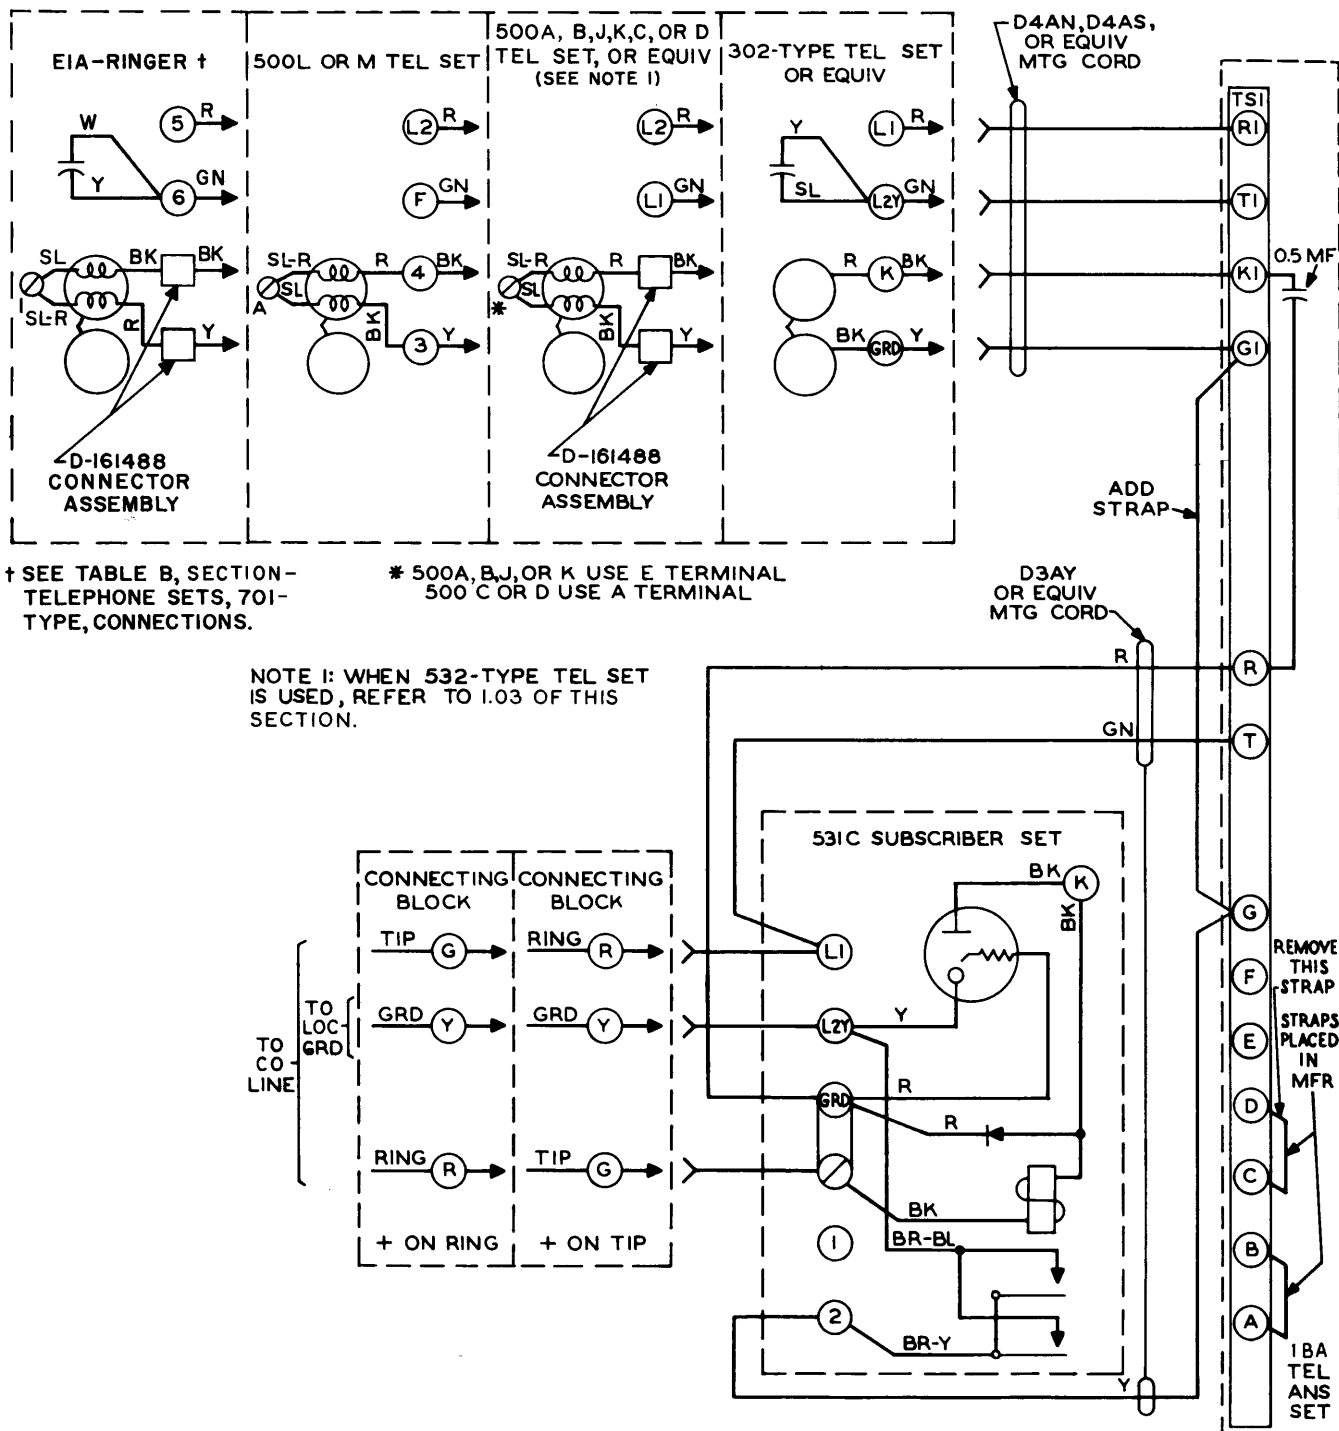 E1A-RINGER †
500L OR M TEL SET
500A, B,J,K,C, OR D
TEL SET, OR EQUIV
(SEE NOTE 1)
302-TYPE TEL SET
OR EQUIV
D4AN, D4AS,
OR EQUIV
MTG CORD
W
5
R
Y
6
GN
L2
R
F
GN
L2
R
L1
GN
Y
L1
R
SL
L2Y
GN
TS1
R1
T1
SL
BK
BK
1
SL-R
R
Y
SL-R
R
4
BK
SL
A
BK
3
Y
SL-R
R
BK
SL
*
BK
Y
R
K
BK
BK
GRD
Y
K1
0.5 MF
G1
D-161488
CONNECTOR
ASSEMBLY
D-161488
CONNECTOR
ASSEMBLY
ADD
STRAP
† SEE TABLE B, SECTION-
TELEPHONE SETS, 701-
TYPE, CONNECTIONS.
* 500A, B,J, OR K USE E TERMINAL
500 C OR D USE A TERMINAL
D3AY
OR EQUIV
MTG CORD
NOTE 1: WHEN 532-TYPE TEL SET
IS USED, REFER TO 1.03 OF THIS
SECTION.
R
R
GN
T
531C SUBSCRIBER SET
CONNECTING
BLOCK
CONNECTING
BLOCK
BK
K
BK
G
TIP
G
RING
R
L1
REMOVE
THIS
STRAP
F
TO
LOC
GRD
GRD
Y
GRD
Y
L2Y
Y
STRAPS
PLACED
IN
MFR
E
TO
CO
LINE
GRD
R
D
R
RING
R
TIP
G
C
BK
+ ON RING
+ ON TIP
1
BR-BL
B
2
BR-Y
A
Y
1BA
TEL
ANS
SET